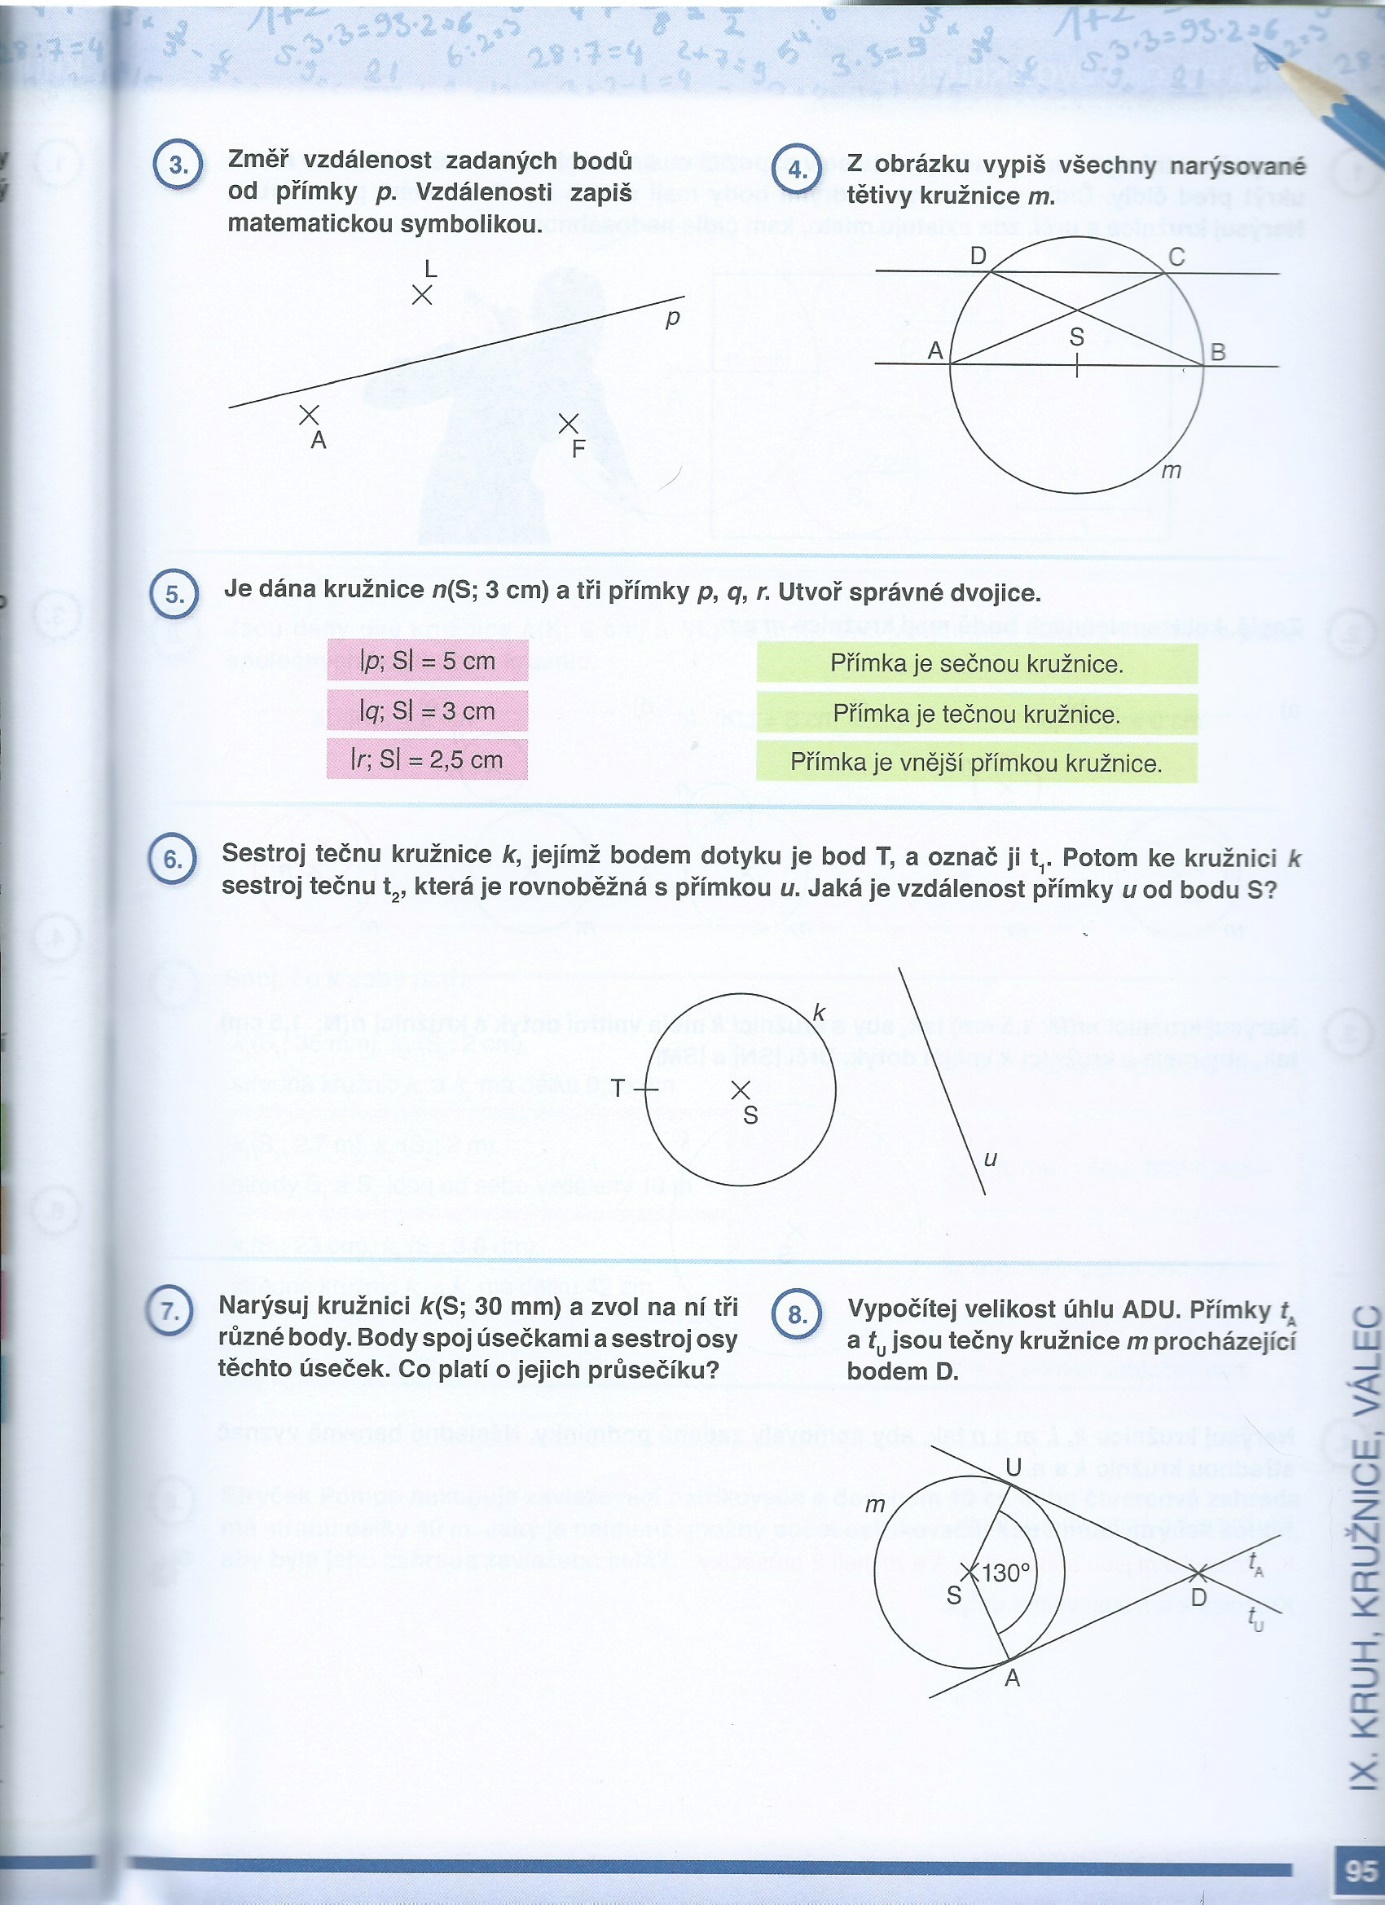 3.
Změř vzdálenost zadaných bodů
od přímky p. Vzdálenosti zapiš
matematickou symbolikou.
L
p
A
F
4.
Z obrázku vypiš všechny narýsované
tětivy kružnice m.
D
C
A
S
B
m
5.
Je dána kružnice n(S; 3 cm) a tři přímky p, q, r. Utvoř správné dvojice.
|p; S| = 5 cm
Přímka je sečnou kružnice.
|q; S| = 3 cm
Přímka je tečnou kružnice.
|r; S| = 2,5 cm
Přímka je vnější přímkou kružnice.
6.
Sestroj tečnu kružnice k, jejímž bodem dotyku je bod T, a označ ji t₁. Potom ke kružnici k
sestroj tečnu t₂, která je rovnoběžná s přímkou u. Jaká je vzdálenost přímky u od bodu S?
k
T
S
u
7.
Narýsuj kružnici k(S; 30 mm) a zvol na ní tři
různé body. Body spoj úsečkami a sestroj osy
těchto úseček. Co platí o jejich průsečíku?
8.
Vypočítej velikost úhlu ADU. Přímky t_A
a t_U jsou tečny kružnice m procházející
bodem D.
U
m
S
130°
t_A
D
t_U
A
IX. KRUH, KRUŽNICE, VÁLEC
95